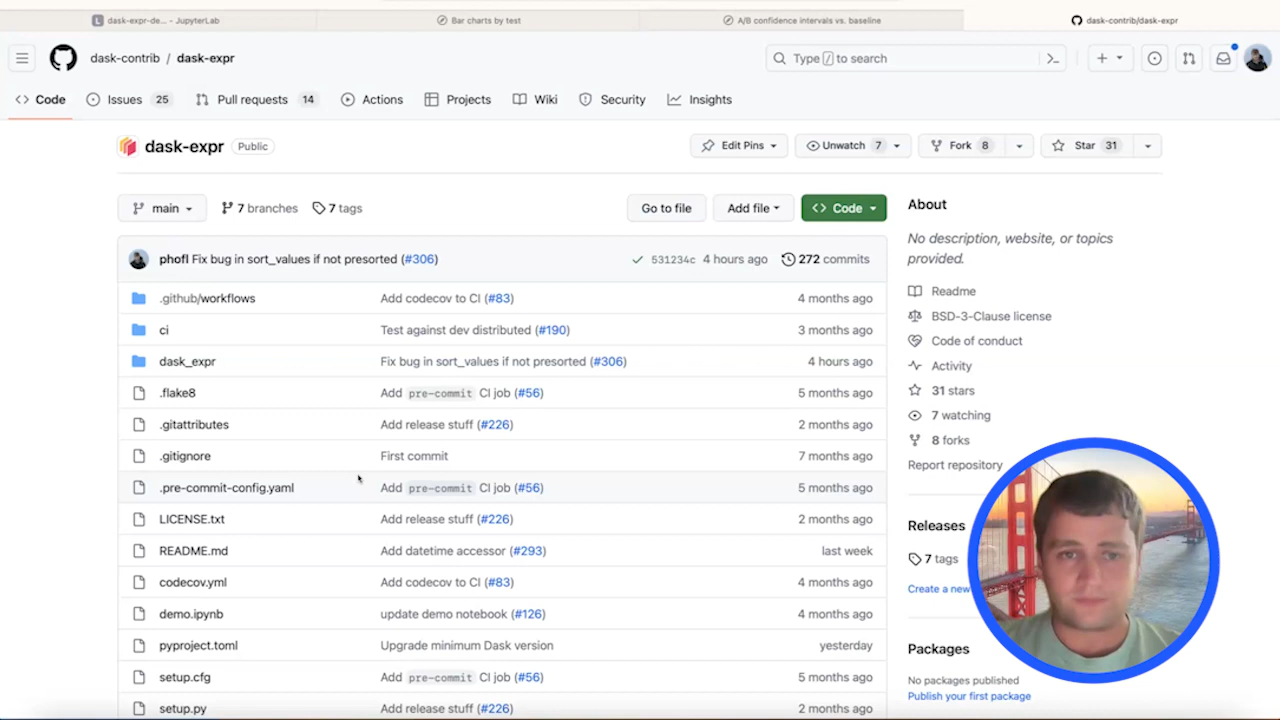 dask-expr-de... - JupyterLab
Bar charts by test
A/B confidence intervals vs. baseline
dask-contrib/dask-expr
dask-contrib / dask-expr
Type / to search
Code
Issues 25
Pull requests 14
Actions
Projects
Wiki
Security
Insights
dask-expr Public
Edit Pins
Unwatch 7
Fork 8
Star 31
main
7 branches
7 tags
Go to file
Add file
<> Code
phofl Fix bug in sort_values if not presorted (#306)
531234c 4 hours ago
272 commits
.github/workflows Add codecov to CI (#83) 4 months ago
ci Test against dev distributed (#190) 3 months ago
dask_expr Fix bug in sort_values if not presorted (#306) 4 hours ago
.flake8 Add pre-commit CI job (#56) 5 months ago
.gitattributes Add release stuff (#226) 2 months ago
.gitignore First commit 7 months ago
.pre-commit-config.yaml Add pre-commit CI job (#56) 5 months ago
LICENSE.txt Add release stuff (#226) 2 months ago
README.md Add datetime accessor (#293) last week
codecov.yml Add codecov to CI (#83) 4 months ago
demo.ipynb update demo notebook (#126) 4 months ago
pyproject.toml Upgrade minimum Dask version yesterday
setup.cfg Add pre-commit CI job (#56) 5 months ago
setup.py Add release stuff (#226) 2 months ago
About
No description, website, or topics
provided.
Readme
BSD-3-Clause license
Code of conduct
Activity
31 stars
7 watching
8 forks
Report repository
Releases
7 tags
Create a new
Packages
No packages published
Publish your first package